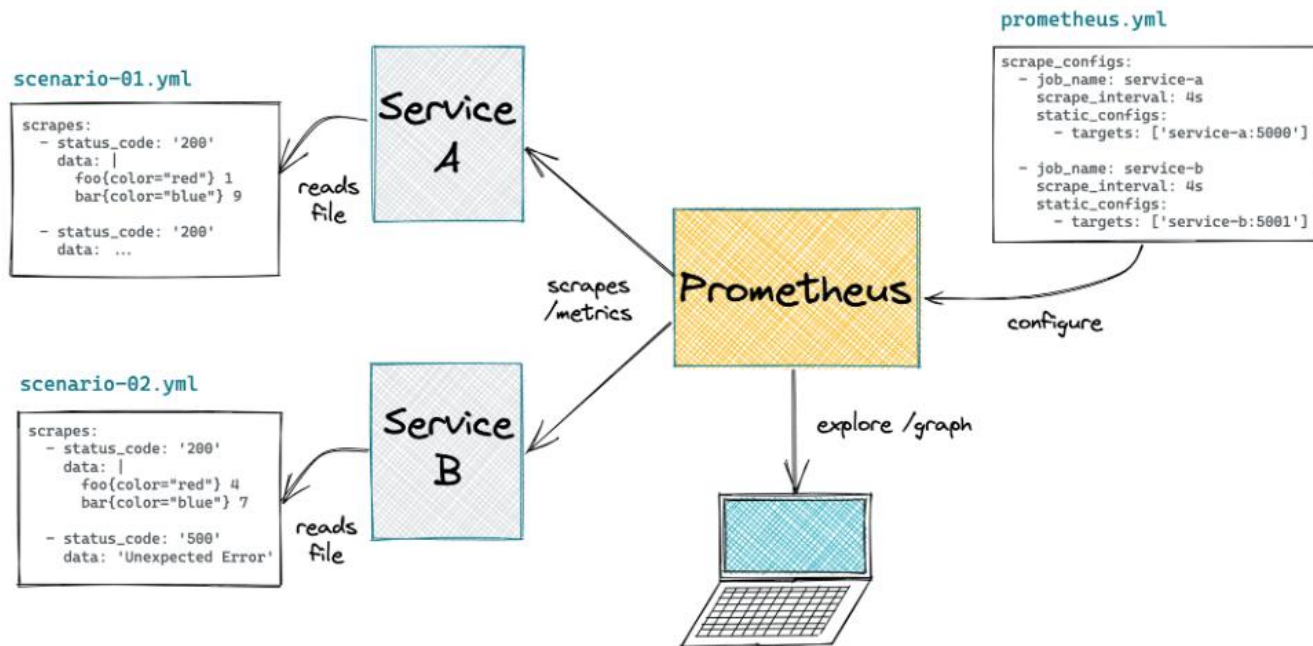 prometheus.yml
scrape_configs:
  - job_name: service-a
    scrape_interval: 4s
    static_configs:
      - targets: ['service-a:5000']
  - job_name: service-b
    scrape_interval: 4s
    static_configs:
      - targets: ['service-b:5001']
scenario-01.yml
scrapes:
  - status_code: '200'
    data: |
      foo{color="red"} 1
      bar{color="blue"} 9
  - status_code: '200'
    data: ...
reads
file
Service
A
scrapes
/metrics
Prometheus
configure
scenario-02.yml
scrapes:
  - status_code: '200'
    data: |
      foo{color="red"} 4
      bar{color="blue"} 7
  - status_code: '500'
    data: 'Unexpected Error'
reads
file
Service
B
explore /graph